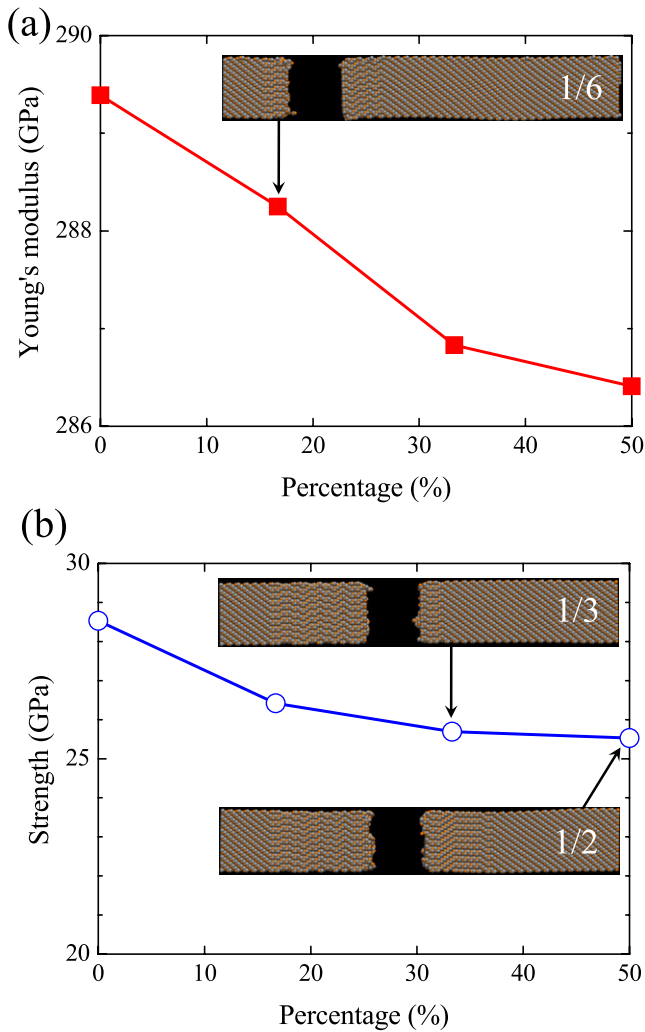 (a)
290
1/6
Young's modulus (GPa)
288
286
0 10 20 30 40 50
Percentage (%)
(b)
30
1/3
Strength (GPa)
25
1/2
20
0 10 20 30 40 50
Percentage (%)